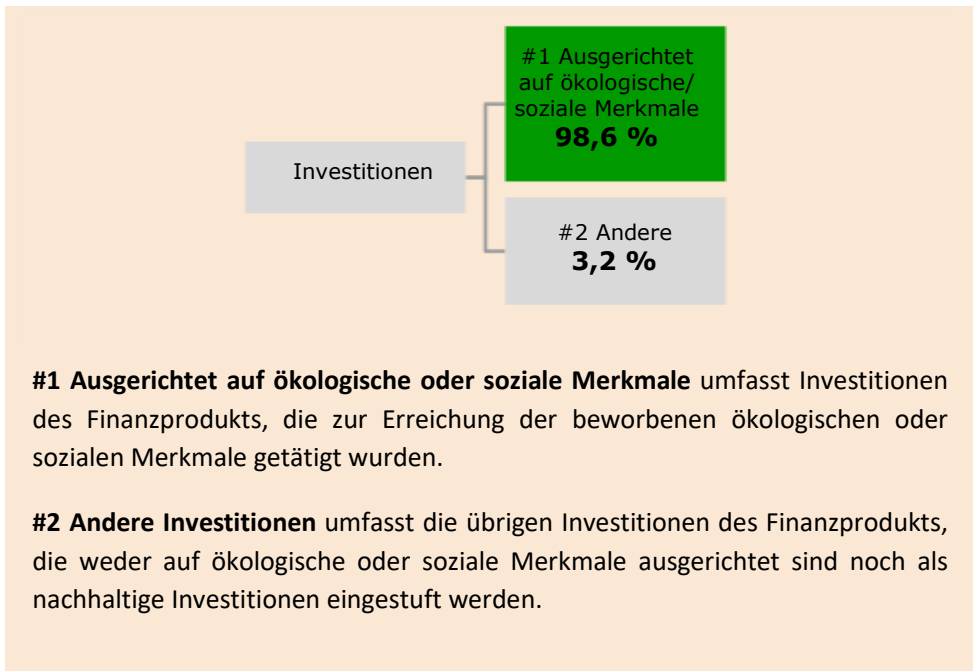 #1 Ausgerichtet
auf ökologische/
soziale Merkmale
98,6 %
Investitionen
#2 Andere
3,2 %
#1 Ausgerichtet auf ökologische oder soziale Merkmale umfasst Investitionen
des Finanzprodukts, die zur Erreichung der beworbenen ökologischen oder
sozialen Merkmale getätigt wurden.
#2 Andere Investitionen umfasst die übrigen Investitionen des Finanzprodukts,
die weder auf ökologische oder soziale Merkmale ausgerichtet sind noch als
nachhaltige Investitionen eingestuft werden.